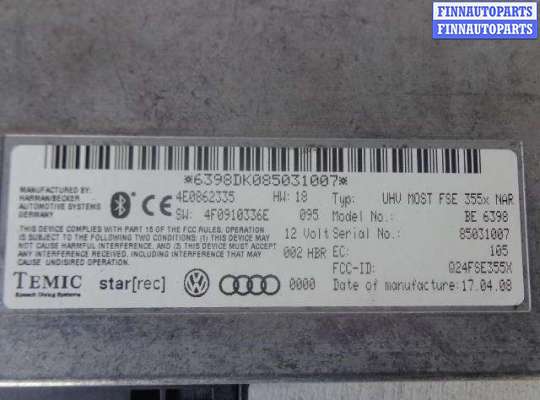 FINNAUTOPARTS
FINNAUTOPARTS
*6398DK085031007*
MANUFACTURED BY:
HARMAN/BECKER
AUTOMOTIVE SYSTEMS
GERMANY
4E0862335 HW: 18 Typ: UHV MOST FSE 355x NAR
SW: 4F0910336E 095 Model No.: BE 6398
12 Volt Serial No.: 85031007
002 HBR EC: 105
FCC-ID: Q24FSE355X
0000 Date of manufacture: 17.04.08
THIS DEVICE COMPLIES WITH PART 15 OF THE FCC RULES. OPERATION
IS SUBJECT TO THE FOLLOWING TWO CONDITIONS: (1) THIS DEVICE MAY
NOT CAUSE HARMFUL INTERFERENCE, AND (2) THIS DEVICE MUST ACCEPT
ANY INTERFERENCE RECEIVED, INCLUDING INTERFERENCE THAT MAY
CAUSE UNDESIRED OPERATION.
TEMIC
Speech Dialog Systems
star[rec]